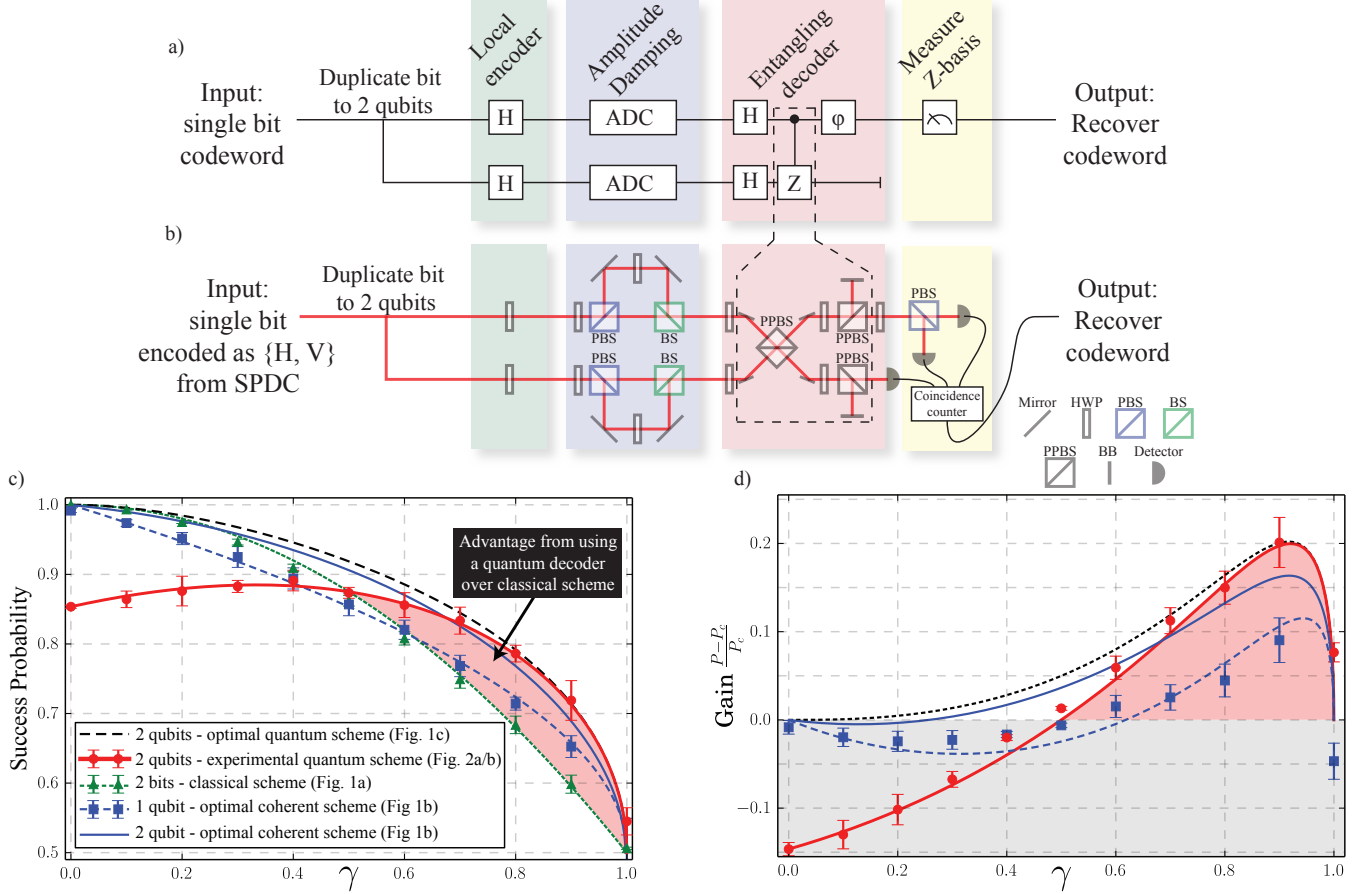 a)
Local
encoder
Amplitude
Damping
Entangling
decoder
Measure
Z-basis
Input:
single bit
codeword
Duplicate bit
to 2 qubits
H
ADC
H
φ
Output:
Recover
codeword
H
ADC
H
Z
b)
Input:
single bit
encoded as {H, V}
from SPDC
Duplicate bit
to 2 qubits
PBS
BS
PBS
BS
PPBS
PPBS
PPBS
PBS
Coincidence
counter
Output:
Recover
codeword
Mirror
HWP
PBS
BS
PPBS
BB
Detector
c)
Success Probability
1.0
0.9
0.8
0.7
0.6
0.5
Advantage from using
a quantum decoder
over classical scheme
2 qubits - optimal quantum scheme (Fig. 1c)
2 qubits - experimental quantum scheme (Fig. 2a/b)
2 bits - classical scheme (Fig. 1a)
1 qubit - optimal coherent scheme (Fig 1b)
2 qubit - optimal coherent scheme (Fig 1b)
0.0 0.2 0.4 0.6 0.8 1.0
γ
d)
Gain (P−P_c)/P_c
0.2
0.1
0.0
−0.1
0.0 0.2 0.4 0.6 0.8 1.0
γ